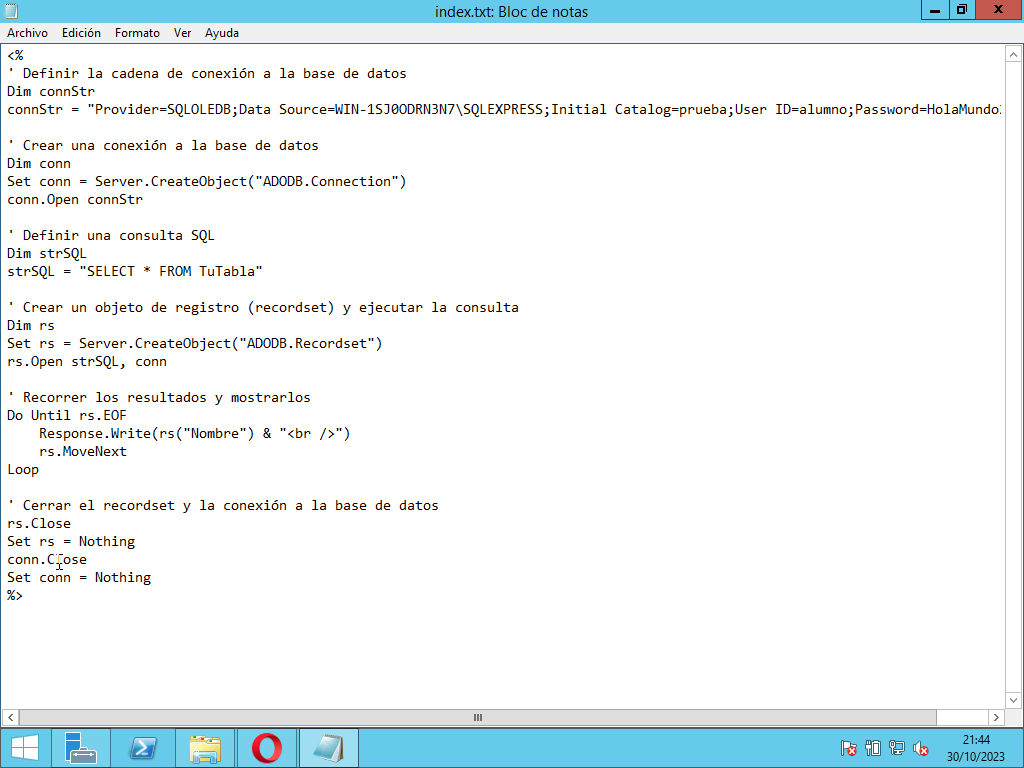 index.txt: Bloc de notas
Archivo Edición Formato Ver Ayuda
<%
' Definir la cadena de conexión a la base de datos
Dim connStr
connStr = "Provider=SQLOLEDB;Data Source=WIN-1SJ0ODRN3N7\SQLEXPRESS;Initial Catalog=prueba;User ID=alumno;Password=HolaMundo
' Crear una conexión a la base de datos
Dim conn
Set conn = Server.CreateObject("ADODB.Connection")
conn.Open connStr
' Definir una consulta SQL
Dim strSQL
strSQL = "SELECT * FROM TuTabla"
' Crear un objeto de registro (recordset) y ejecutar la consulta
Dim rs
Set rs = Server.CreateObject("ADODB.Recordset")
rs.Open strSQL, conn
' Recorrer los resultados y mostrarlos
Do Until rs.EOF
    Response.Write(rs("Nombre") & "<br />")
    rs.MoveNext
Loop
' Cerrar el recordset y la conexión a la base de datos
rs.Close
Set rs = Nothing
conn.Close
Set conn = Nothing
%>
21:44
30/10/2023